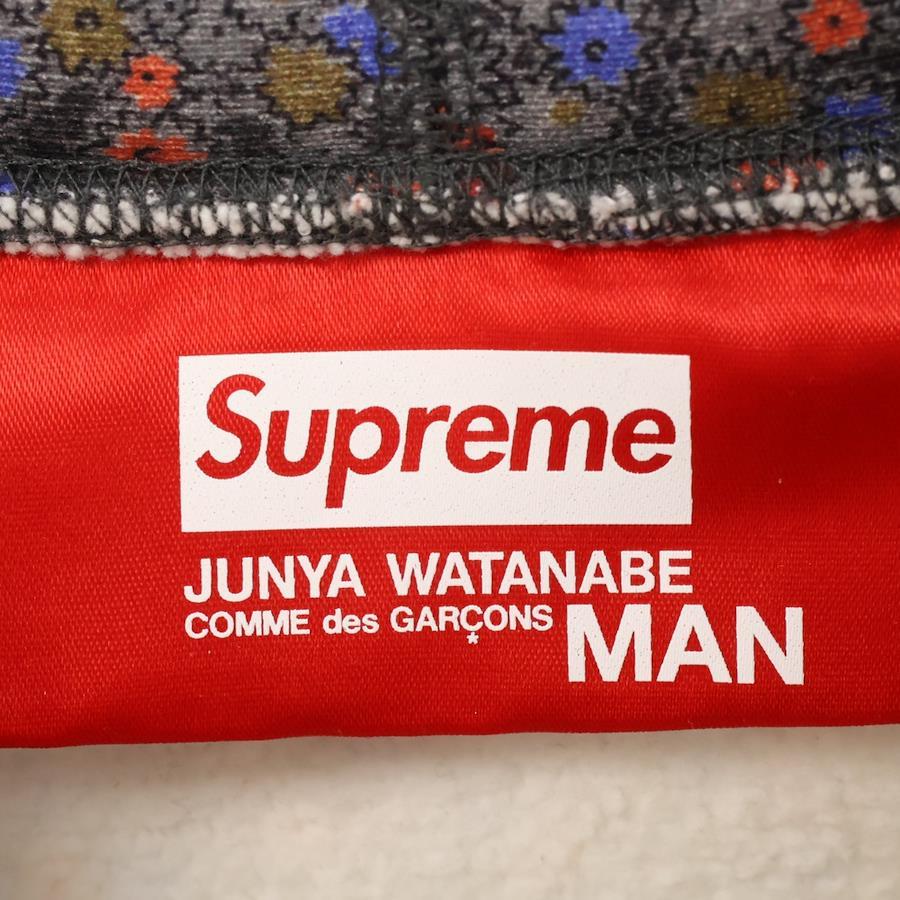 Supreme
JUNYA WATANABE
COMME des GARÇONS MAN